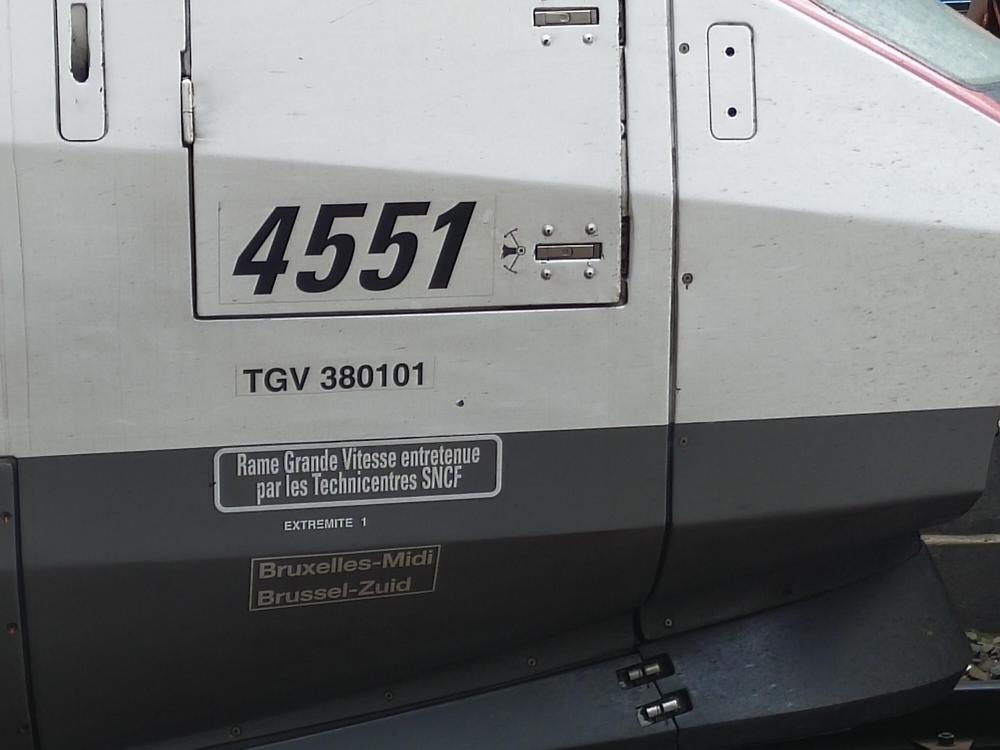 4551
TGV 380101
Rame Grande Vitesse entretenue
par les Technicentres SNCF
EXTREMITE 1
Bruxelles-Midi
Brussel-Zuid